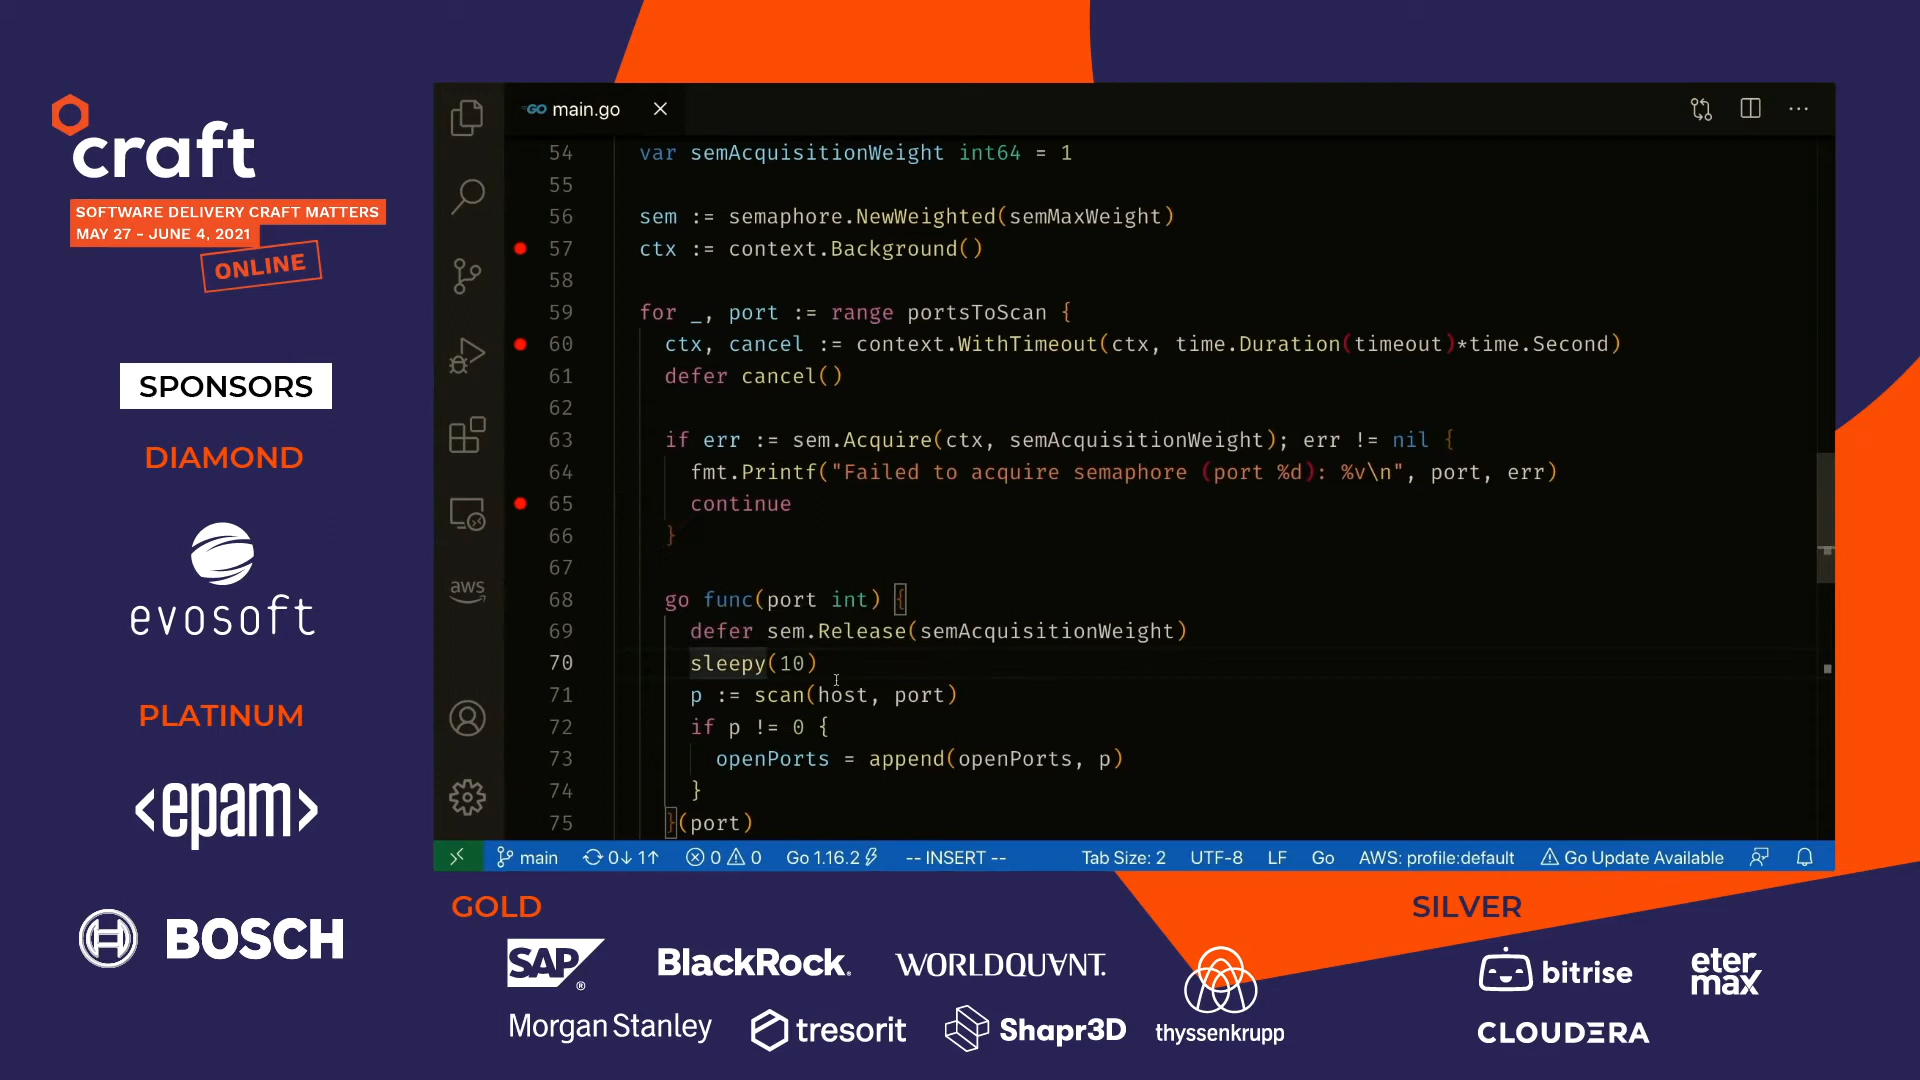 craft
SOFTWARE DELIVERY CRAFT MATTERS
MAY 27 - JUNE 4, 2021
ONLINE
SPONSORS
DIAMOND
evosoft
PLATINUM
<epam>
BOSCH
GO main.go
54 var semAcquisitionWeight int64 = 1
55
56 sem := semaphore.NewWeighted(semMaxWeight)
57 ctx := context.Background()
58
59 for _, port := range portsToScan {
60 ctx, cancel := context.WithTimeout(ctx, time.Duration(timeout)*time.Second)
61 defer cancel()
62
63 if err := sem.Acquire(ctx, semAcquisitionWeight); err != nil {
64 fmt.Printf("Failed to acquire semaphore (port %d): %v\n", port, err)
65 continue
66 }
67
68 go func(port int) {
69 defer sem.Release(semAcquisitionWeight)
70 sleepy(10)
71 p := scan(host, port)
72 if p != 0 {
73 openPorts = append(openPorts, p)
74 }
75 }(port)
aws
main 0↓ 1↑ 0 0 Go 1.16.2 -- INSERT -- Tab Size: 2 UTF-8 LF Go AWS: profile:default Go Update Available
GOLD
SAP®
BlackRock.
WORLDQUANT.
Morgan Stanley
tresorit
Shapr3D
thyssenkrupp
SILVER
bitrise
eter
max
CLOUDERA